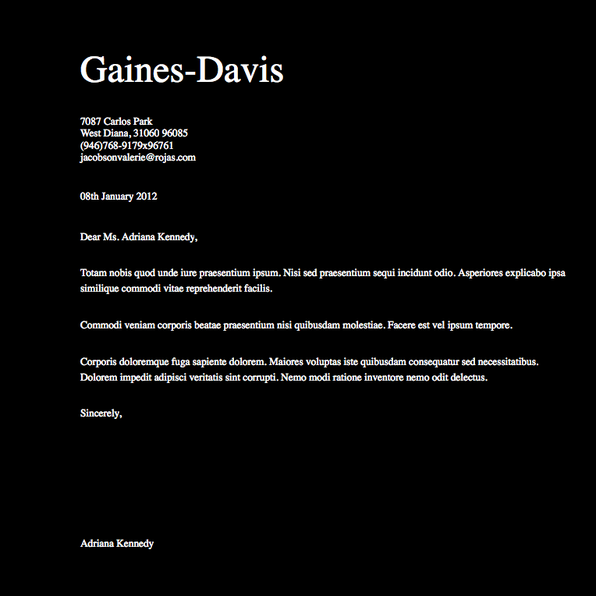 Gaines-Davis
7087 Carlos Park
West Diana, 31060 96085
(946)768-9179x96761
jacobsonvalerie@rojas.com
08th January 2012
Dear Ms. Adriana Kennedy,
Totam nobis quod unde iure praesentium ipsum. Nisi sed praesentium sequi incidunt odio. Asperiores explicabo ipsa
similique commodi vitae reprehenderit facilis.
Commodi veniam corporis beatae praesentium nisi quibusdam molestiae. Facere est vel ipsum tempore.
Corporis doloremque fuga sapiente dolorem. Maiores voluptas iste quibusdam consequatur sed necessitatibus.
Dolorem impedit adipisci veritatis sint corrupti. Nemo modi ratione inventore nemo odit delectus.
Sincerely,
Adriana Kennedy